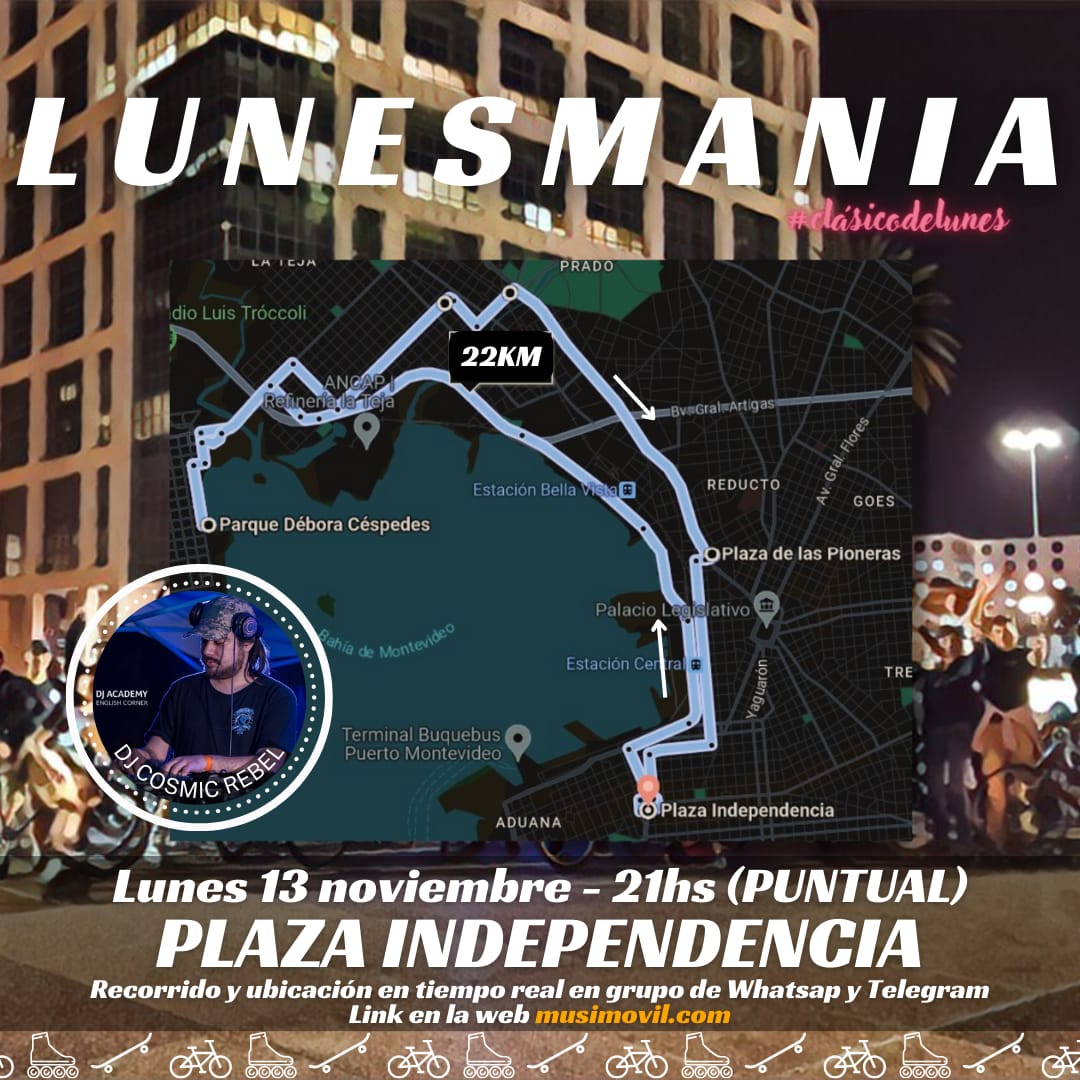 LUNESMANIA
#clásicodelunes
LA TEJA
PRADO
dio Luis Tróccoli
22KM
ANCAP |
Refinería la Teja
Bv. Gral. Artigas
Av. Gral. Flores
Estación Bella Vista
REDUCTO
GOES
Parque Débora Céspedes
Plaza de las Pioneras
Palacio Legislativo
Bahía de Montevideo
Estación Central
TRE
Yaguarón
DJ ACADEMY
ENGLISH CORNER
DJ COSMIC REBEL
Terminal Buquebus
Puerto Montevideo
Plaza Independencia
ADUANA
Lunes 13 noviembre - 21hs (PUNTUAL)
PLAZA INDEPENDENCIA
Recorrido y ubicación en tiempo real en grupo de Whatsap y Telegram
Link en la web musimovil.com